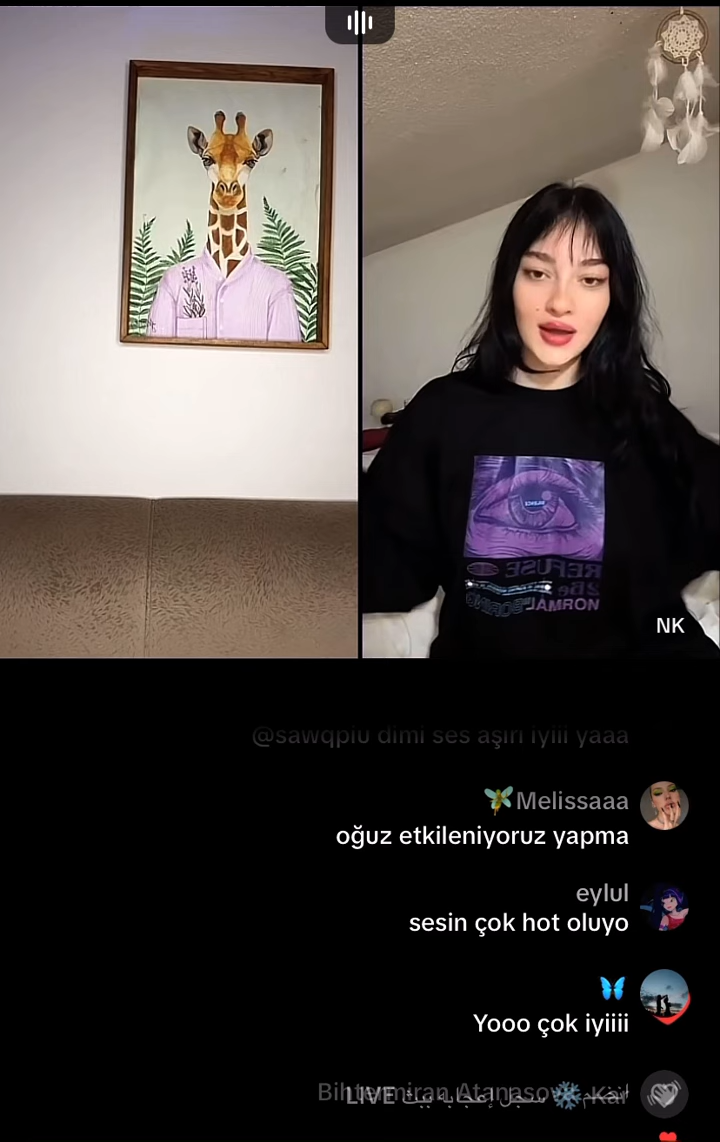 REFUSE
2Be
NORMAL
NK
@sawqpiu dimi ses aşırı iyiii yaaa
Melissaaa
oğuz etkileniyoruz yapma
eylul
sesin çok hot oluyo
Yooo çok iyiiii
LIVE